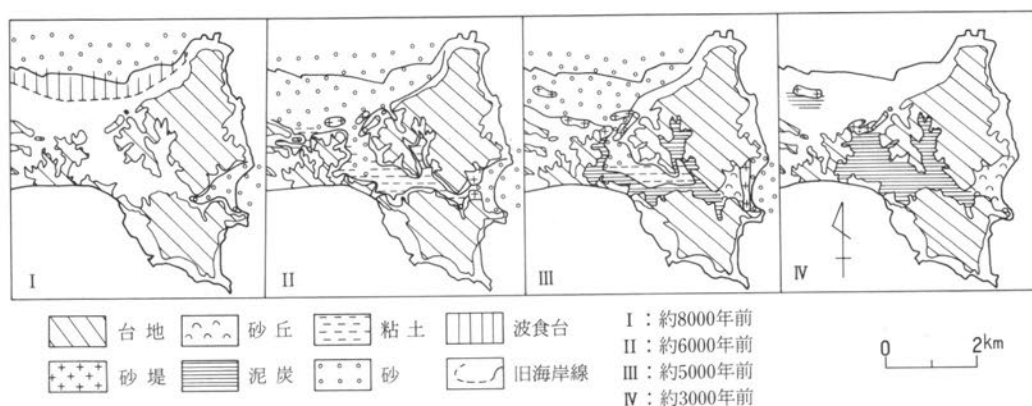 I
II
III
IV
台地
砂丘
粘土
波食台
砂堤
泥炭
砂
旧海岸線
I：約8000年前
II：約6000年前
III：約5000年前
IV：約3000年前
0 2km